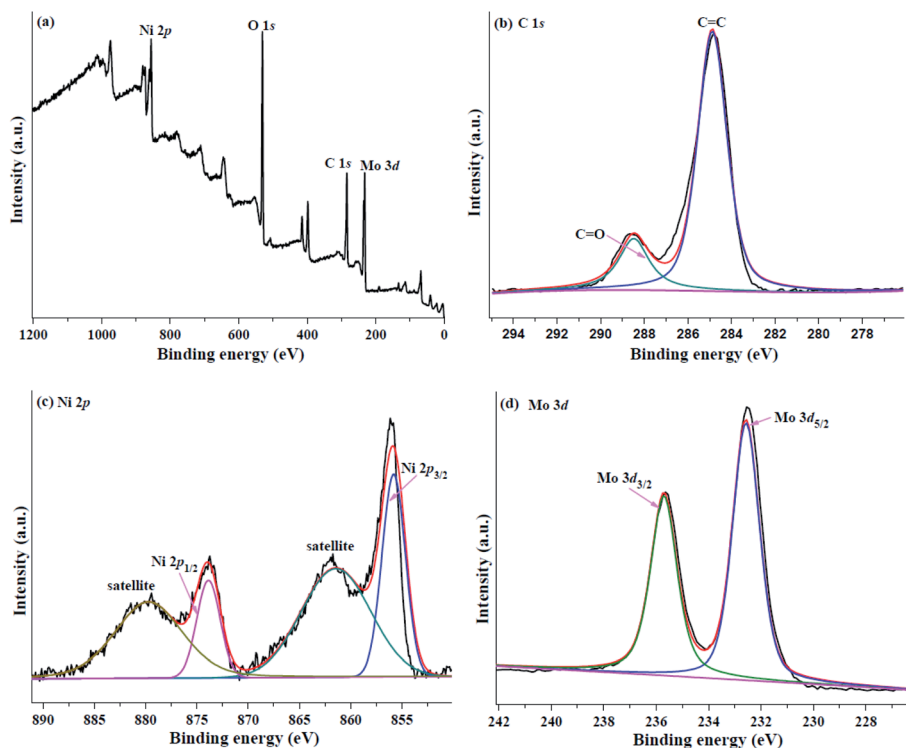 (a)
Ni 2p
O 1s
C 1s
Mo 3d
Intensity (a.u.)
1200 1000 800 600 400 200 0
Binding energy (eV)
(b) C 1s
C=C
C=O
Intensity (a.u.)
294 292 290 288 286 284 282 280 278
Binding energy (eV)
(c) Ni 2p
Ni 2p3/2
satellite
Ni 2p1/2
satellite
Intensity (a.u.)
890 885 880 875 870 865 860 855
Binding energy (eV)
(d) Mo 3d
Mo 3d5/2
Mo 3d3/2
Intensity (a.u.)
242 240 238 236 234 232 230 228
Binding energy (eV)